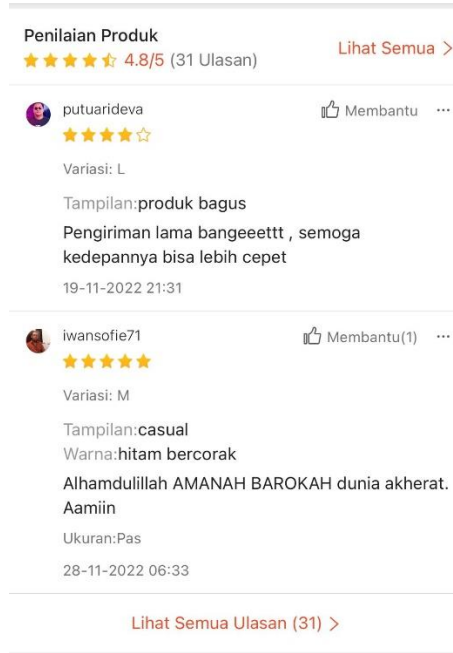 Penilaian Produk
4.8/5 (31 Ulasan)
Lihat Semua >
putuarideva
Membantu
Variasi: L
Tampilan:produk bagus
Pengiriman lama bangeeettt , semoga
kedepannya bisa lebih cepet
19-11-2022 21:31
iwansofie71
Membantu(1)
Variasi: M
Tampilan:casual
Warna:hitam bercorak
Alhamdulillah AMANAH BAROKAH dunia akherat.
Aamiin
Ukuran:Pas
28-11-2022 06:33
Lihat Semua Ulasan (31) >